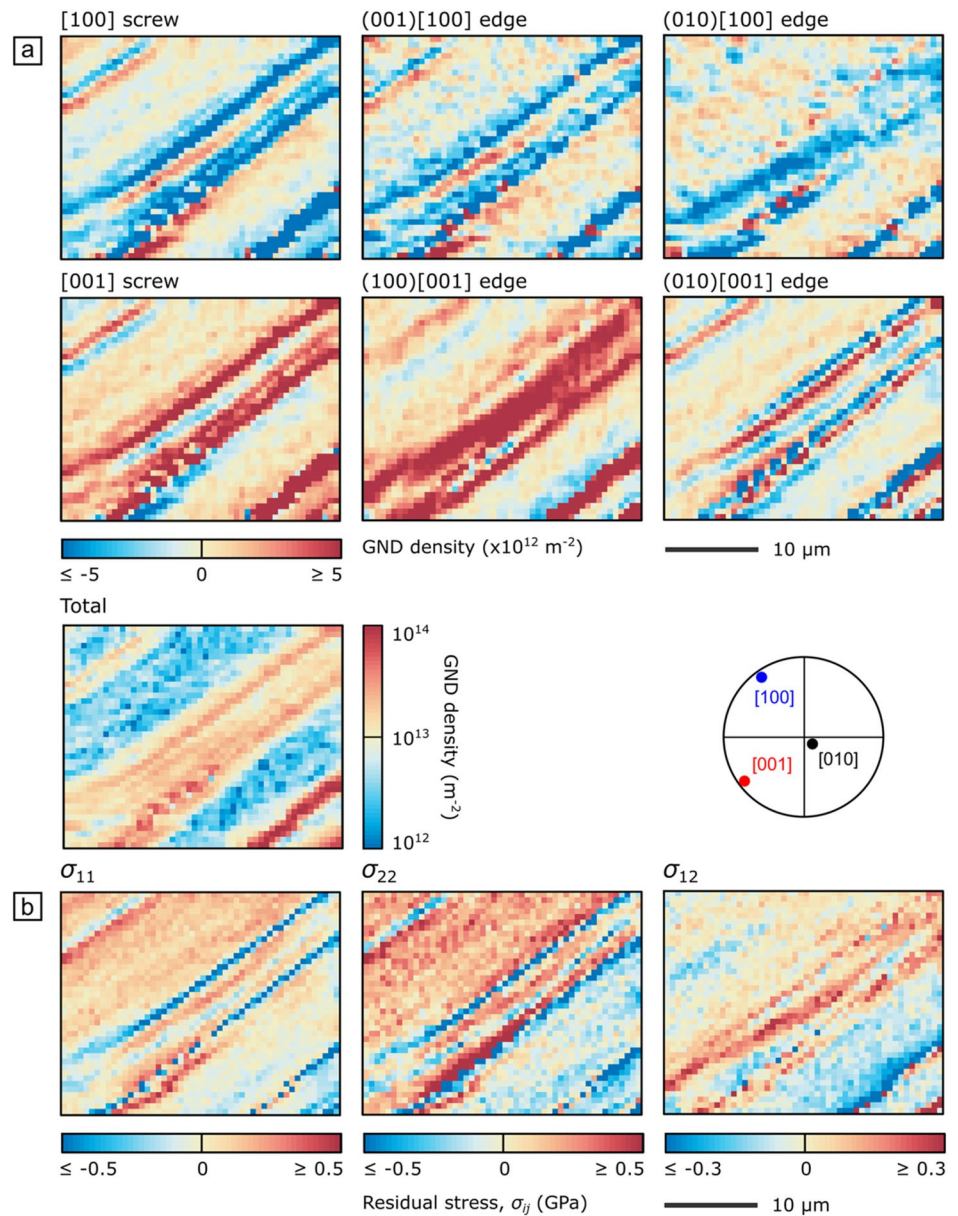 a
[100] screw
(001)[100] edge
(010)[100] edge
[001] screw
(100)[001] edge
(010)[001] edge
≤ -5
0
≥ 5
GND density (x10¹² m⁻²)
10 µm
Total
10¹⁴
10¹³
10¹²
GND density (m⁻²)
[100]
[010]
[001]
b
σ₁₁
σ₂₂
σ₁₂
≤ -0.5
0
≥ 0.5
≤ -0.5
0
≥ 0.5
≤ -0.3
0
≥ 0.3
Residual stress, σᵢⱼ (GPa)
10 µm